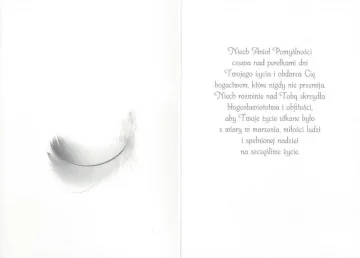 Niech Anioł Pomyślności
czuwa nad perełkami dni
Twojego życia i obdarza Cię
bogactwem, które nigdy nie przemija.
Niech rozwinie nad Tobą skrzydła
błogosławieństwa i obfitości,
aby Twoje życie utkane było
z wiary w marzenia, miłości ludzi
i spełnionej nadziei
na szczęśliwe życie.